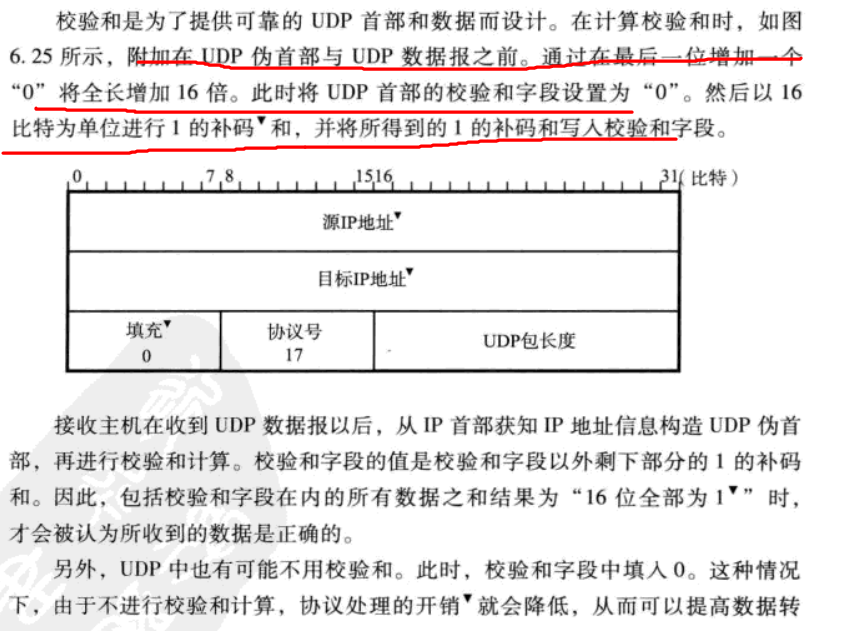 校验和是为了提供可靠的 UDP 首部和数据而设计。在计算校验和时,如图
6.25 所示,附加在 UDP 伪首部与 UDP 数据报之前。通过在最后一位增加一个
“0”将全长增加 16 倍。此时将 UDP 首部的校验和字段设置为“0”。然后以 16
比特为单位进行 1 的补码▼和,并将所得到的 1 的补码和写入校验和字段。
0 7 8 1516 31(比特)
源IP地址▼
目标IP地址▼
填充▼ 协议号 UDP包长度
0 17
接收主机在收到 UDP 数据报以后,从 IP 首部获知 IP 地址信息构造 UDP 伪首
部,再进行校验和计算。校验和字段的值是校验和字段以外剩下部分的 1 的补码
和。因此,包括校验和字段在内的所有数据之和结果为“16 位全部为 1▼”时,
才会被认为所收到的数据是正确的。
另外,UDP 中也有可能不用校验和。此时,校验和字段中填入 0。这种情况
下,由于不进行校验和计算,协议处理的开销▼就会降低,从而可以提高数据转